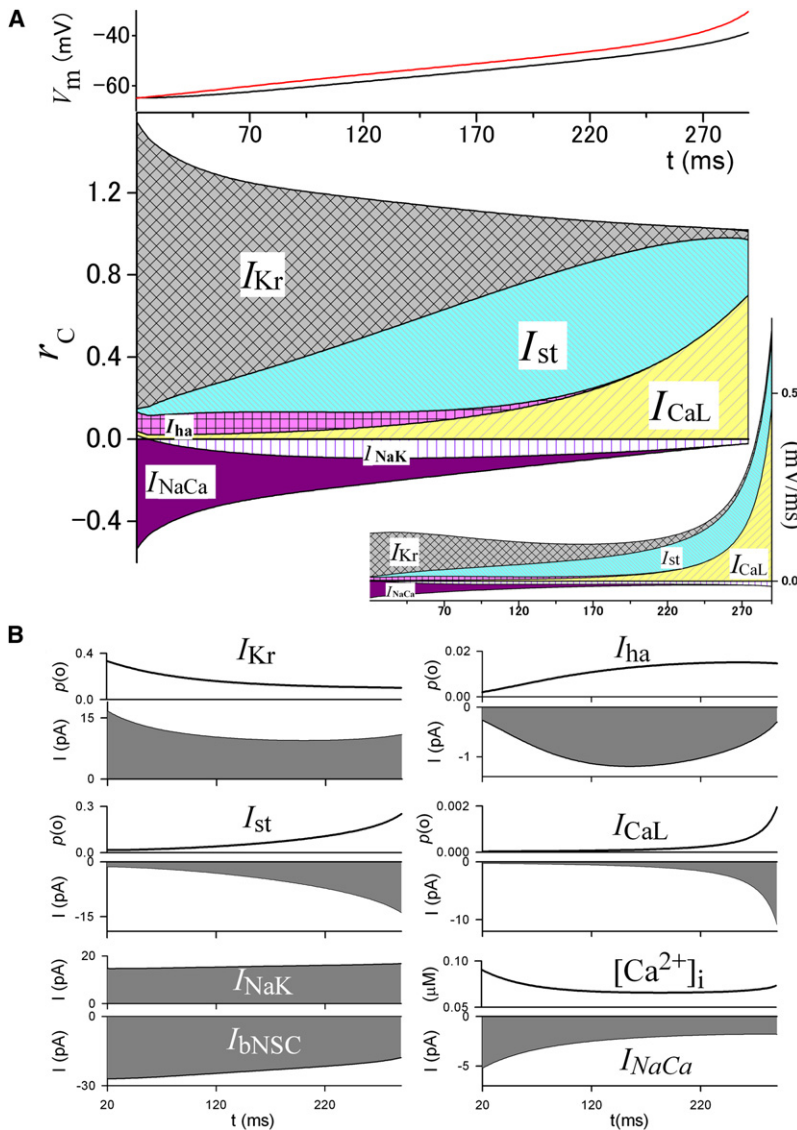 A
Vm (mV)
−40
−60
70 120 170 220 270
t (ms)
rC
1.2
0.8
0.4
0.0
−0.4
IKr
Ist
Iha
ICaL
INaK
INaCa
0.5
0.0
(mV/ms)
IKr
Ist
ICaL
INaCa
70 120 170 220 270
B
IKr
p(o)
0.4
0.0
I (pA)
15
0
Iha
p(o)
0.02
0.00
I (pA)
0
-1
120 220
Ist
p(o)
0.3
0.0
I (pA)
0
-15
ICaL
p(o)
0.002
0.000
I (pA)
0
-10
I (pA)
20
0
INaK
I (pA)
0
-30
IbNSC
20 120 220
t (ms)
[Ca2+]i
(μM)
0.10
0.05
I (pA)
0
-5
INaCa
20 120 220
t(ms)